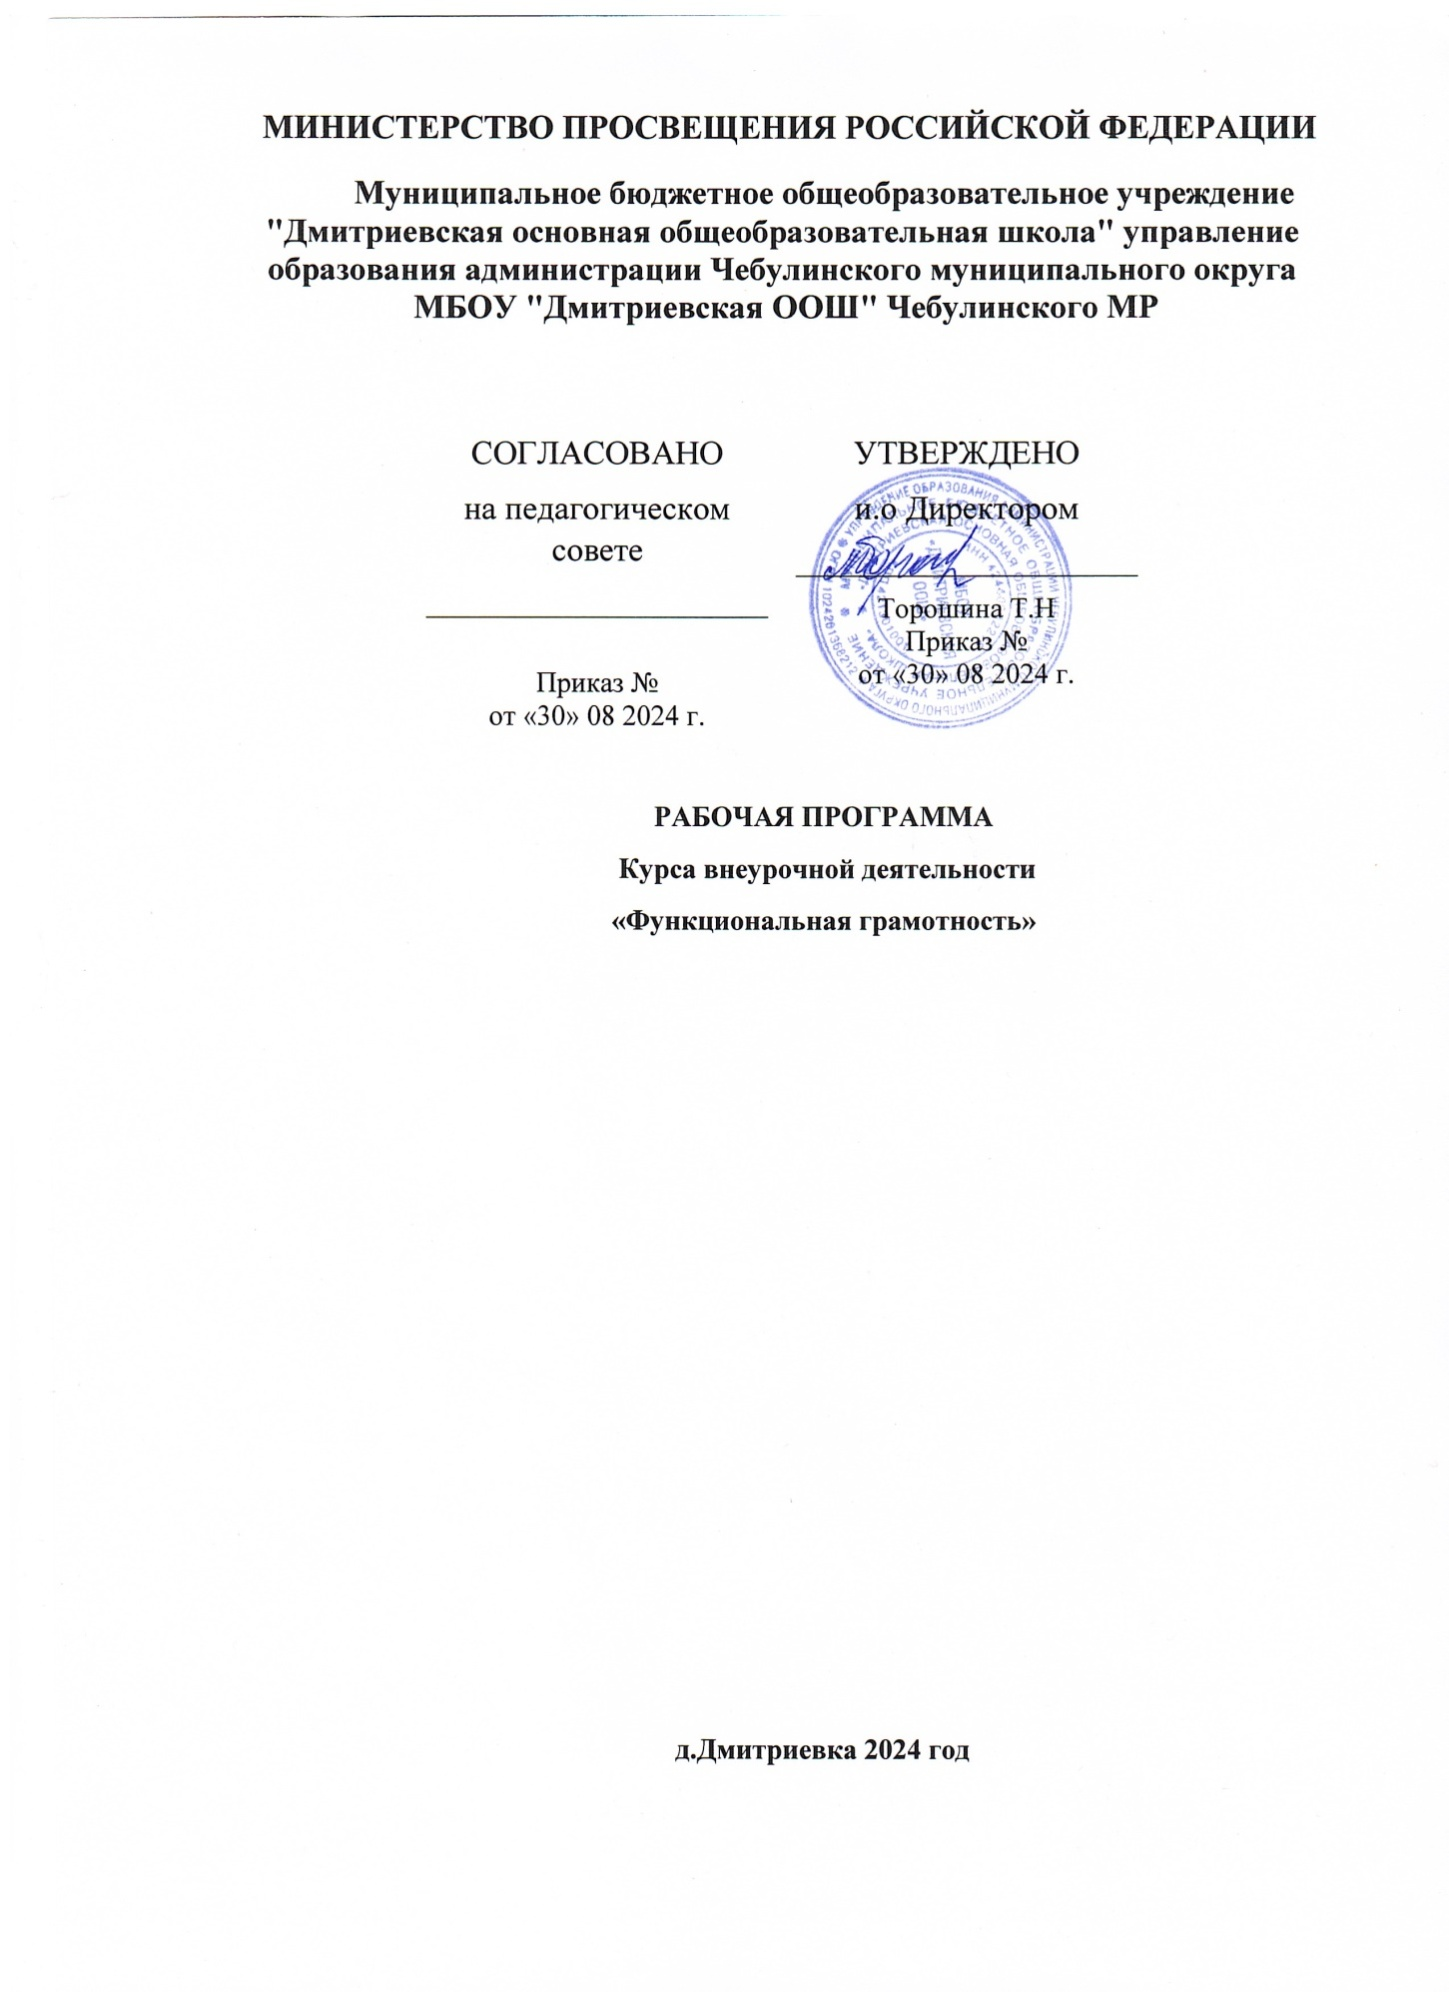 МИНИСТЕРСТВО ПРОСВЕЩЕНИЯ РОССИЙСКОЙ ФЕДЕРАЦИИ
Муниципальное бюджетное общеобразовательное учреждение
"Дмитриевская основная общеобразовательная школа" управление
образования администрации Чебулинского муниципального округа
МБОУ "Дмитриевская ООШ" Чебулинского МР
СОГЛАСОВАНО
на педагогическом
совете
Приказ №
от «30» 08 2024 г.
УТВЕРЖДЕНО
и.о Директором
Торошина Т.Н
Приказ №
от «30» 08 2024 г.
РАБОЧАЯ ПРОГРАММА
Курса внеурочной деятельности
«Функциональная грамотность»
д.Дмитриевка 2024 год